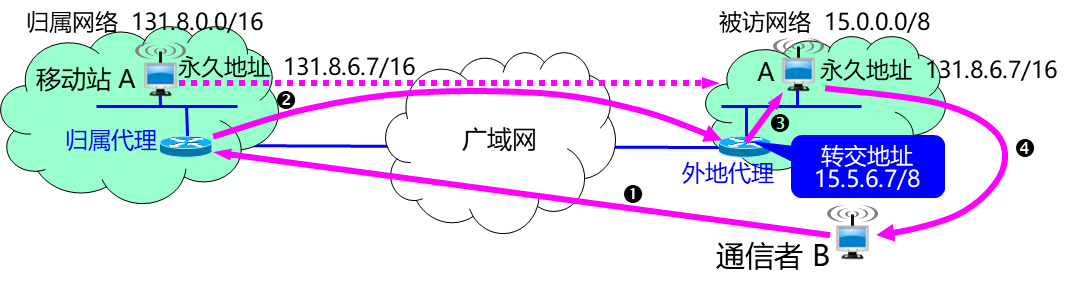 归属网络 131.8.0.0/16
被访网络 15.0.0.0/8
移动站 A
永久地址 131.8.6.7/16
A
永久地址 131.8.6.7/16
❷
❸
归属代理
广域网
外地代理
转交地址
15.5.6.7/8
❹
❶
通信者 B